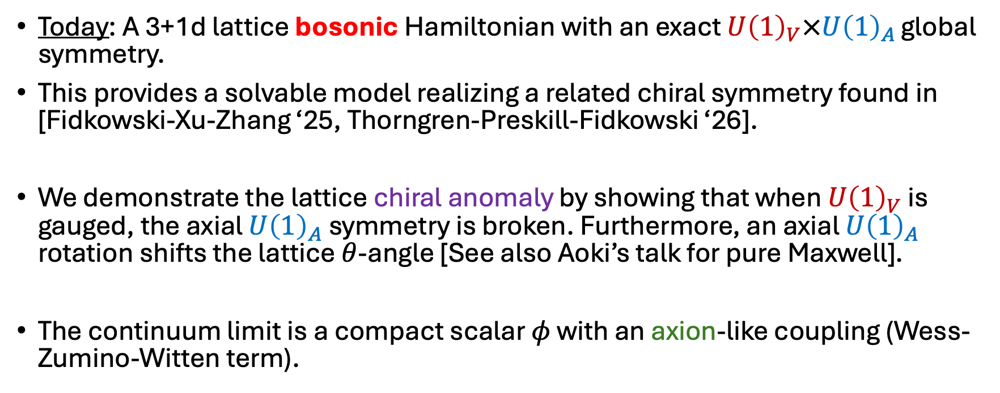 • Today: A 3+1d lattice bosonic Hamiltonian with an exact U(1)_V×U(1)_A global
symmetry.
• This provides a solvable model realizing a related chiral symmetry found in
[Fidkowski-Xu-Zhang ‘25, Thorngren-Preskill-Fidkowski ‘26].
• We demonstrate the lattice chiral anomaly by showing that when U(1)_V is
gauged, the axial U(1)_A symmetry is broken. Furthermore, an axial U(1)_A
rotation shifts the lattice θ-angle [See also Aoki’s talk for pure Maxwell].
• The continuum limit is a compact scalar ϕ with an axion-like coupling (Wess-
Zumino-Witten term).